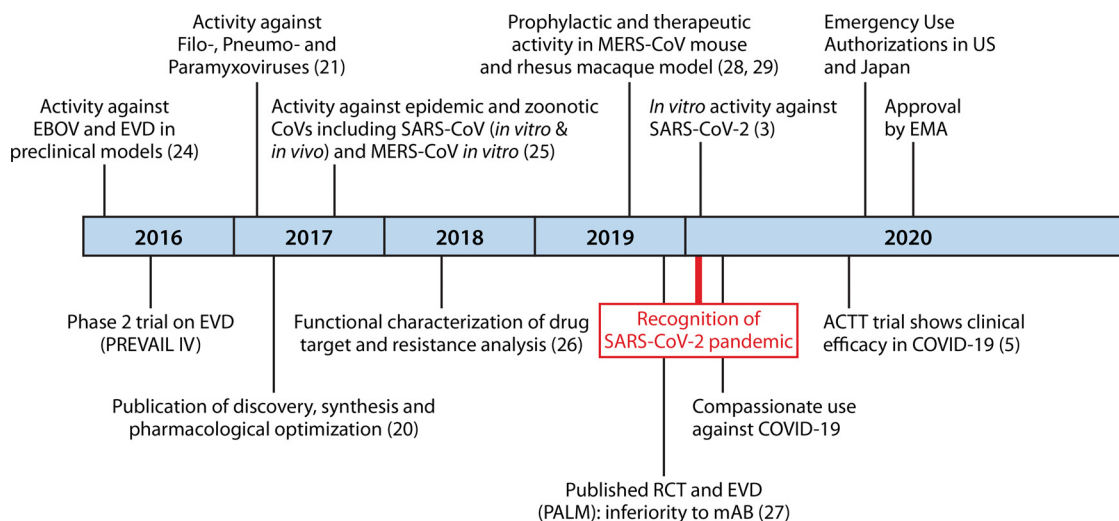 Activity against
Filo-, Pneumo- and
Paramyxoviruses (21)
Prophylactic and therapeutic
activity in MERS-CoV mouse
and rhesus macaque model (28, 29)
Emergency Use
Authorizations in US
and Japan
Activity against
EBOV and EVD in
preclinical models (24)
Activity against epidemic and zoonotic
CoVs including SARS-CoV (in vitro &
in vivo) and MERS-CoV in vitro (25)
In vitro activity against
SARS-CoV-2 (3)
Approval
by EMA
2016
2017
2018
2019
2020
Phase 2 trial on EVD
(PREVAIL IV)
Functional characterization of drug
target and resistance analysis (26)
Recognition of
SARS-CoV-2 pandemic
ACTT trial shows clinical
efficacy in COVID-19 (5)
Publication of discovery, synthesis and
pharmacological optimization (20)
Compassionate use
against COVID-19
Published RCT and EVD
(PALM): inferiority to mAB (27)